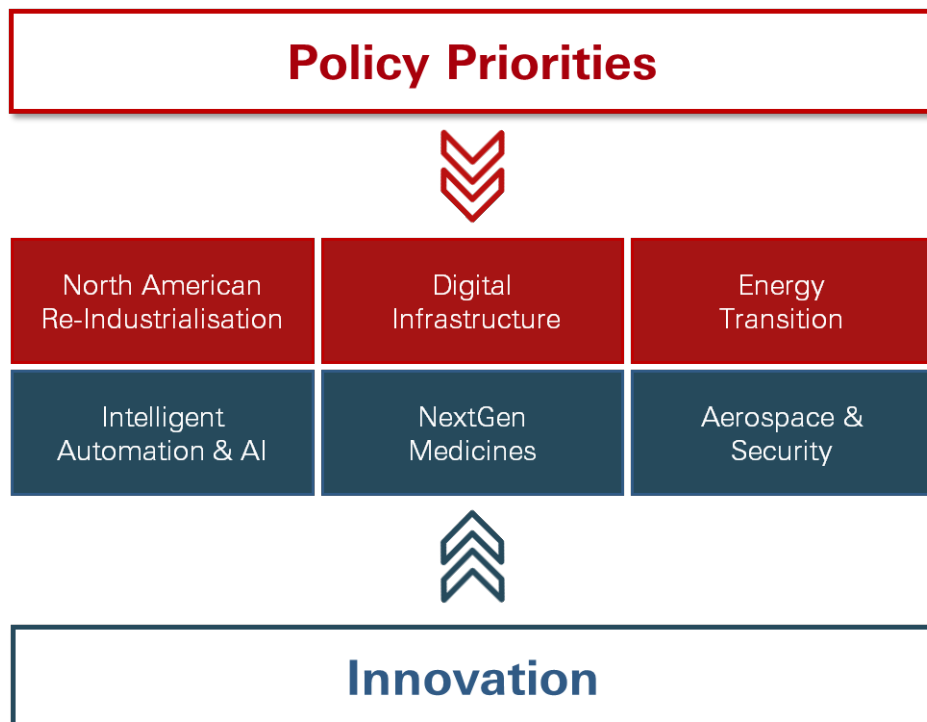 Policy Priorities
North American
Re-Industrialisation
Digital
Infrastructure
Energy
Transition
Intelligent
Automation & AI
NextGen
Medicines
Aerospace &
Security
Innovation